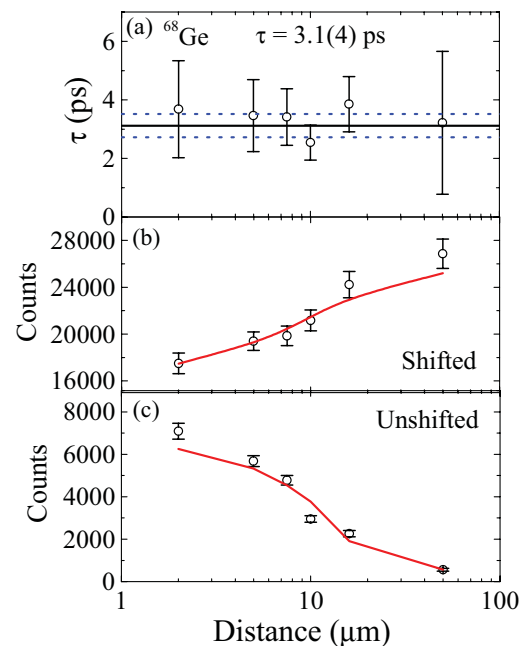 (a) ⁶⁸Ge τ = 3.1(4) ps
6
4
2
0
τ (ps)
(b)
28000
24000
20000
16000
Counts
Shifted
(c)
Unshifted
8000
6000
4000
2000
0
Counts
1 10 100
Distance (μm)